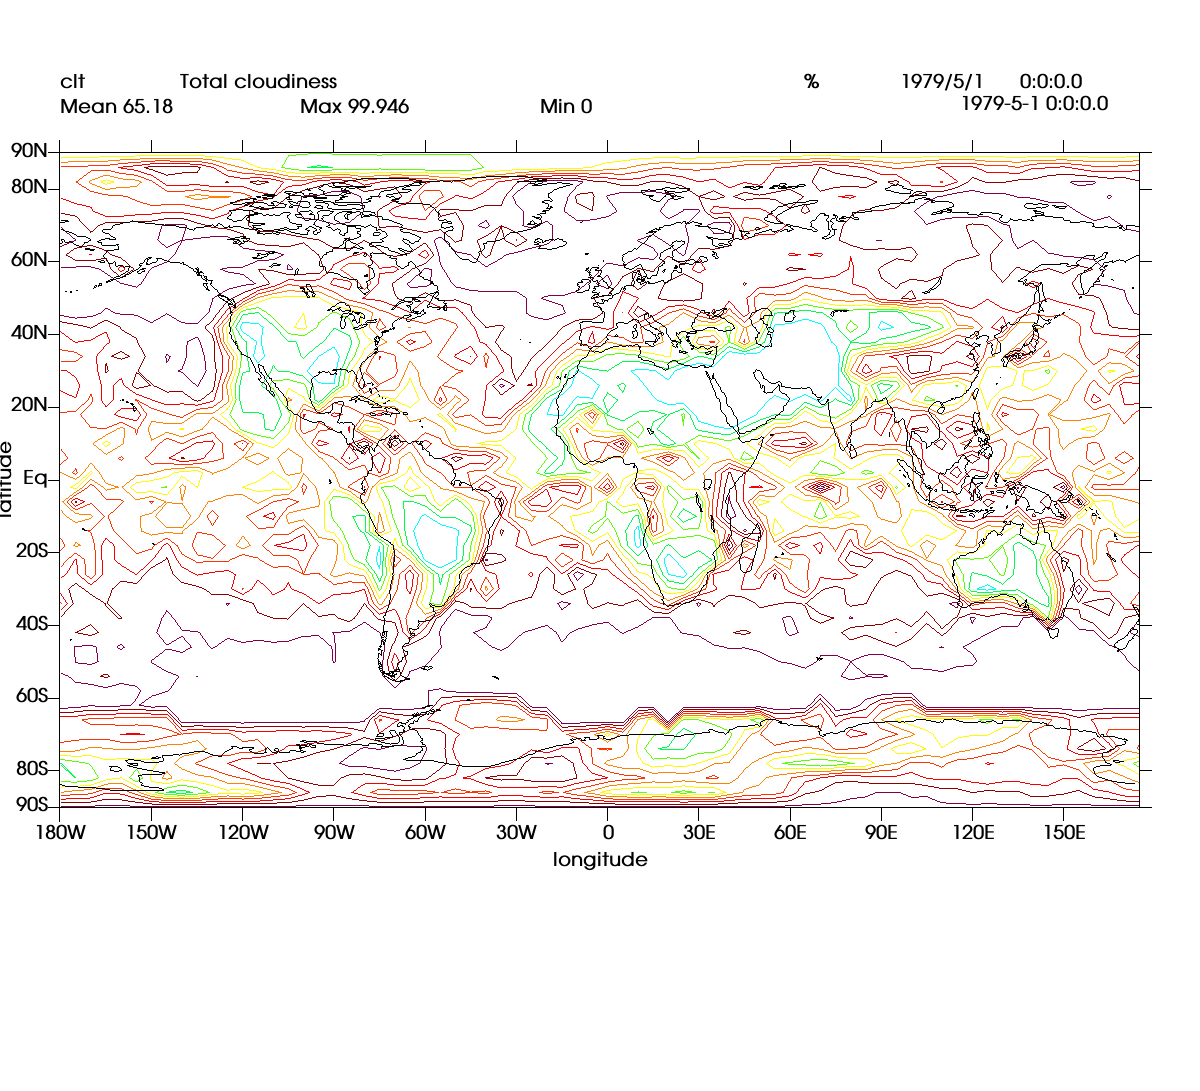 clt Total cloudiness % 1979/5/1 0:0:0.0
Mean 65.18 Max 99.946 Min 0 1979-5-1 0:0:0.0
90N
80N
60N
40N
20N
Eq
20S
40S
60S
80S
90S
latitude
180W 150W 120W 90W 60W 30W 0 30E 60E 90E 120E 150E
longitude